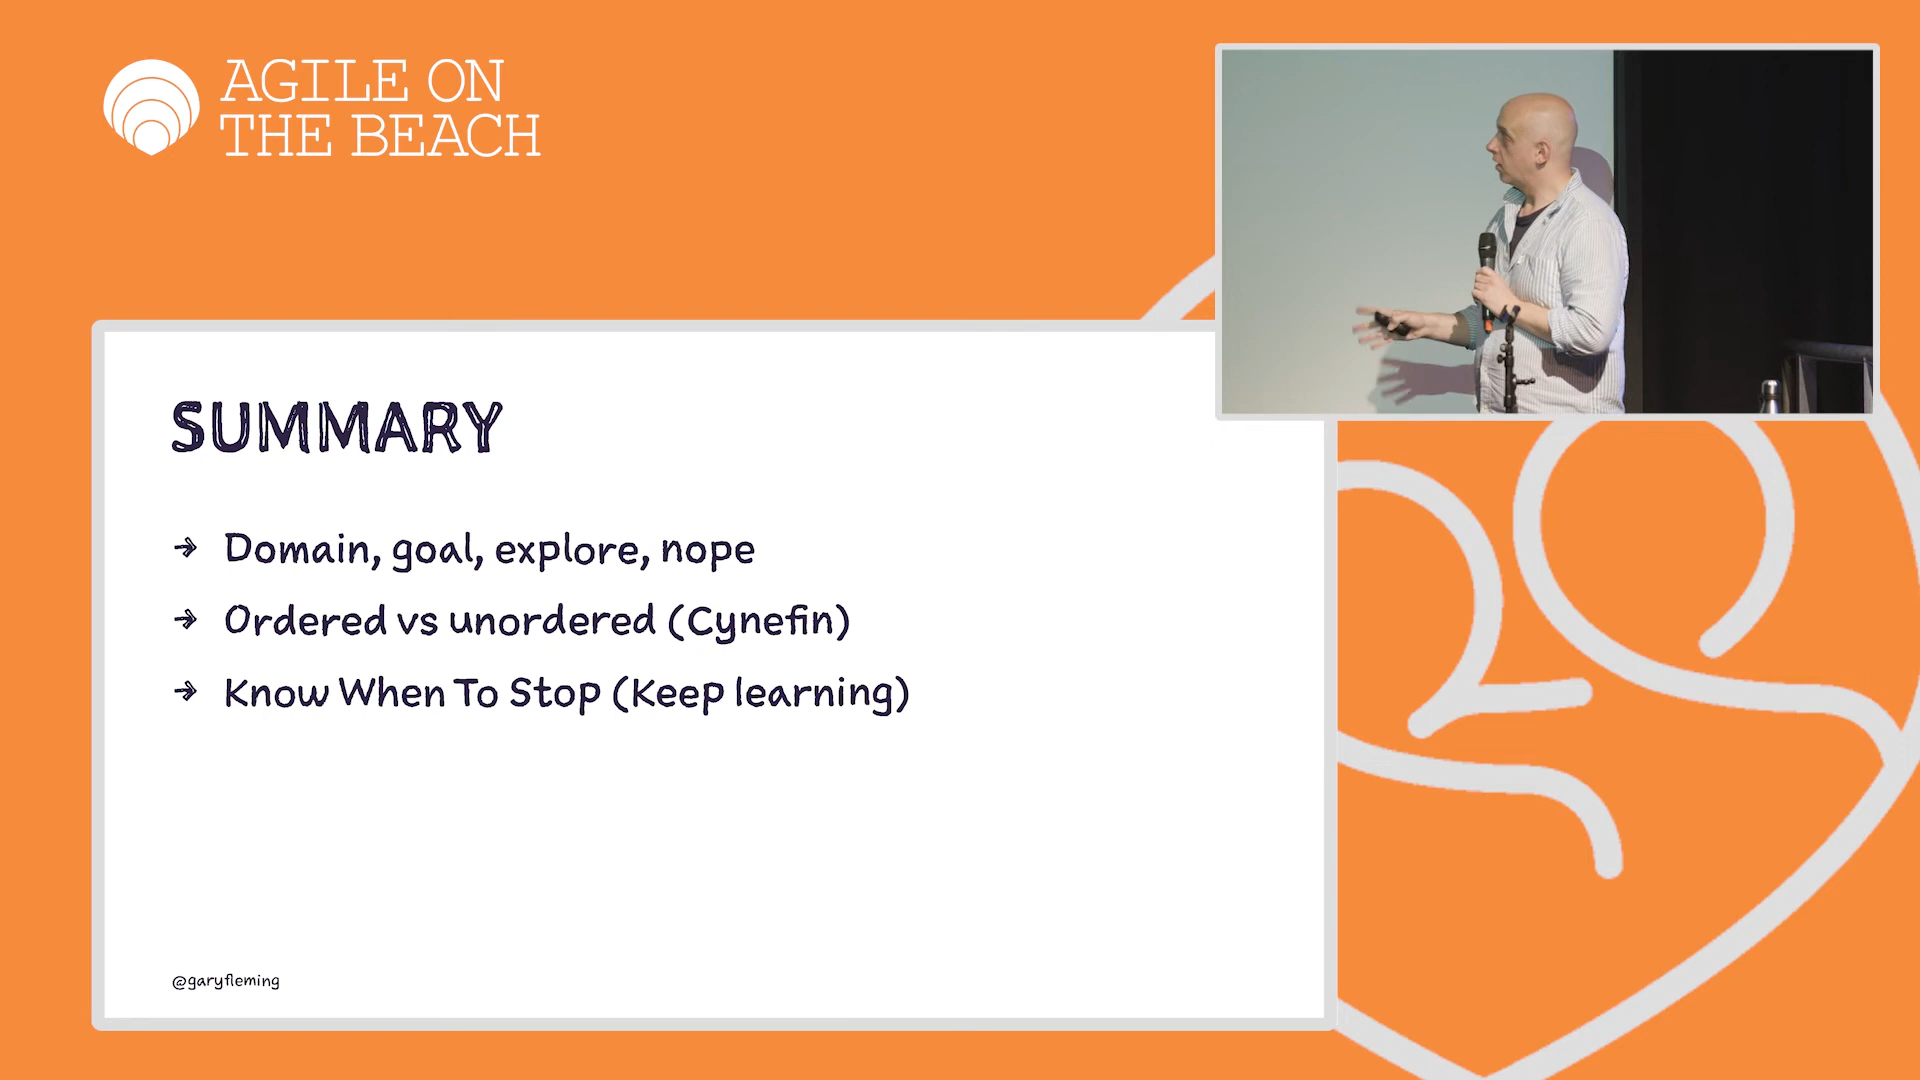 AGILE ON
THE BEACH
SUMMARY
→ Domain, goal, explore, nope
→ Ordered vs unordered (Cynefin)
→ Know When To Stop (Keep learning)
@garyfleming